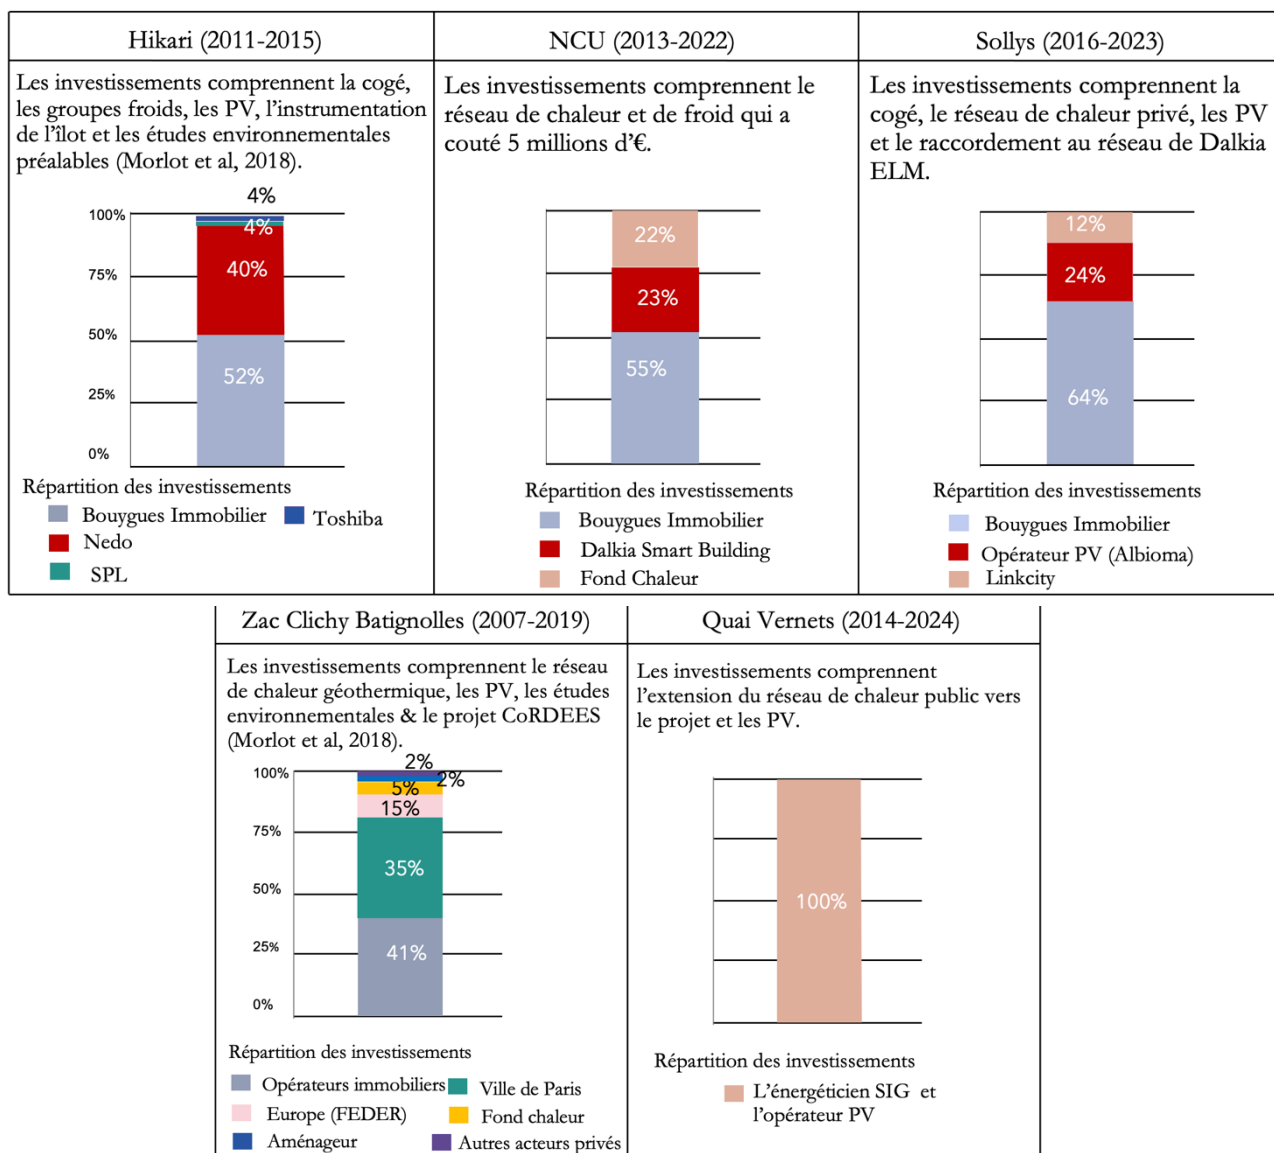 Hikari (2011-2015)
Les investissements comprennent la cogé,
les groupes froids, les PV, l'instrumentation
de l'îlot et les études environnementales
préalables (Morlot et al, 2018).
4%
100%
4%
40%
75%
50%
52%
25%
0%
Répartition des investissements
Bouygues Immobilier
Toshiba
Nedo
SPL
NCU (2013-2022)
Les investissements comprennent le
réseau de chaleur et de froid qui a
couté 5 millions d'€.
22%
23%
55%
Répartition des investissements
Bouygues Immobilier
Dalkia Smart Building
Fond Chaleur
Sollys (2016-2023)
Les investissements comprennent la
cogé, le réseau de chaleur privé, les PV
et le raccordement au réseau de Dalkia
ELM.
12%
24%
64%
Répartition des investissements
Bouygues Immobilier
Opérateur PV (Albioma)
Linkcity
Zac Clichy Batignolles (2007-2019)
Les investissements comprennent le réseau
de chaleur géothermique, les PV, les études
environnementales & le projet CoRDEES
(Morlot et al, 2018).
2%
100%
2%
5%
15%
75%
35%
50%
25%
41%
0%
Répartition des investissements
Opérateurs immobiliers
Ville de Paris
Europe (FEDER)
Fond chaleur
Aménageur
Autres acteurs privés
Quai Vernets (2014-2024)
Les investissements comprennent
l'extension du réseau de chaleur public vers
le projet et les PV.
100%
Répartition des investissements
L'énergéticien SIG et
l'opérateur PV